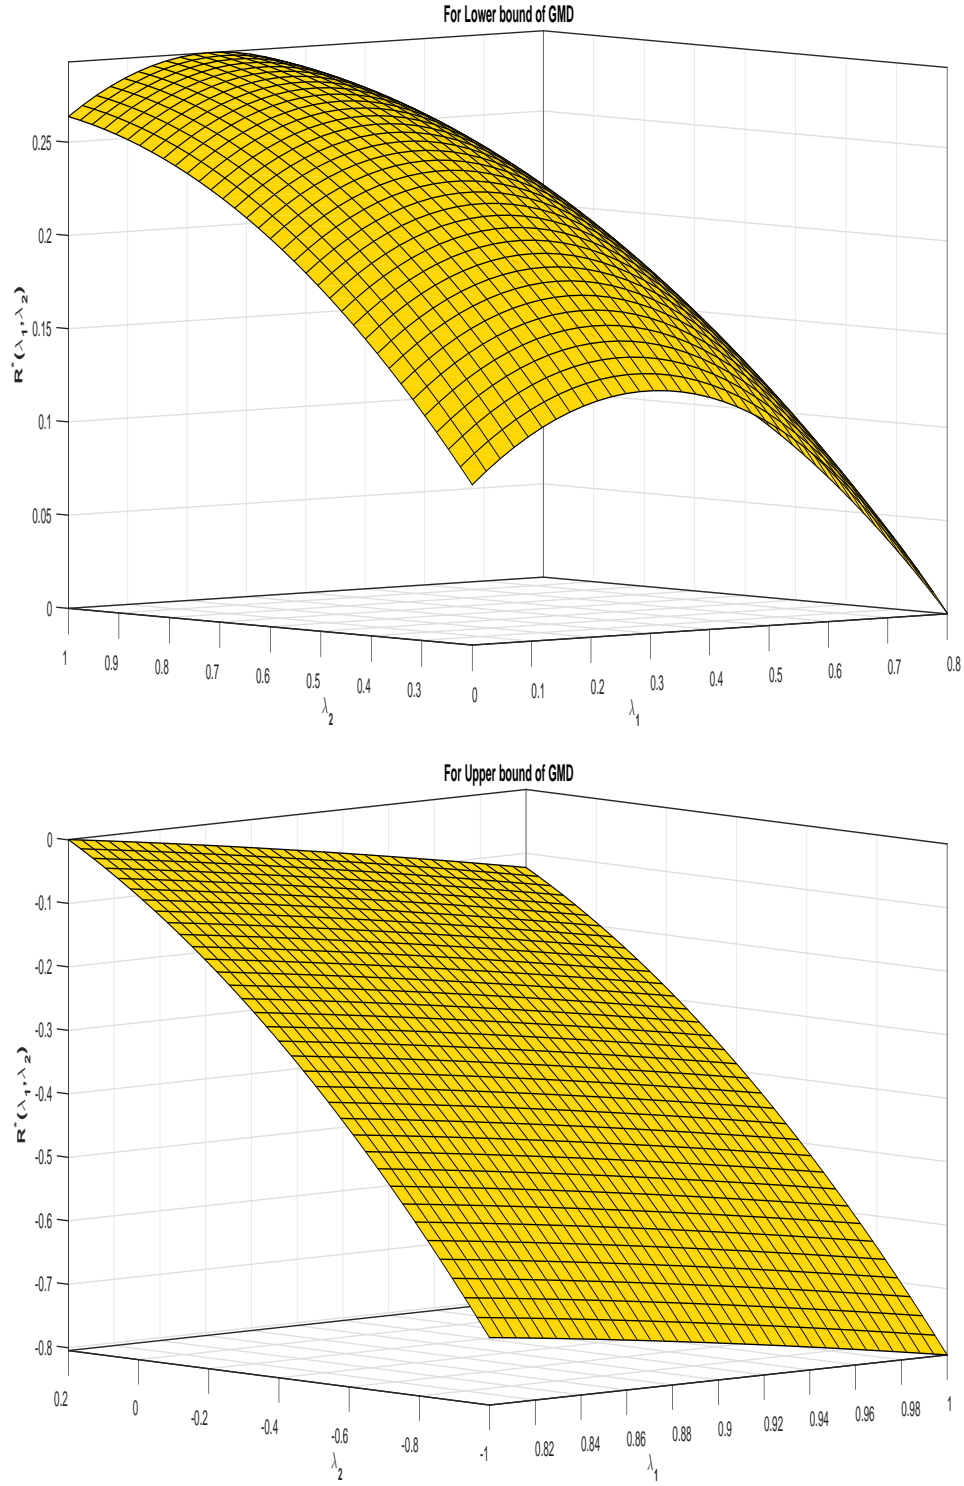 For Lower bound of GMD
0.25
0.2
0.15
0.1
0.05
0
R*(λ1,λ2)
1 0.9 0.8 0.7 0.6 0.5 0.4 0.3 0 0.1 0.2 0.3 0.4 0.5 0.6 0.7 0.8
λ2 λ1
For Upper bound of GMD
0
-0.1
-0.2
-0.3
-0.4
-0.5
-0.6
-0.7
-0.8
R*(λ1,λ2)
0.2 0 -0.2 -0.4 -0.6 -0.8 -1 0.82 0.84 0.86 0.88 0.9 0.92 0.94 0.96 0.98 1
λ2 λ1